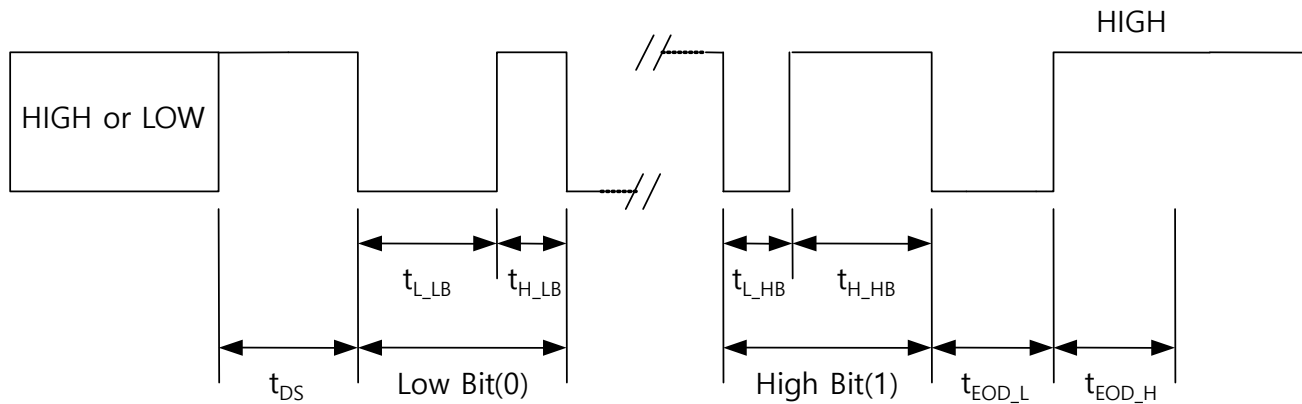 HIGH
HIGH or LOW
t_L_LB t_H_LB t_L_HB t_H_HB
t_DS Low Bit(0) High Bit(1) t_EOD_L t_EOD_H